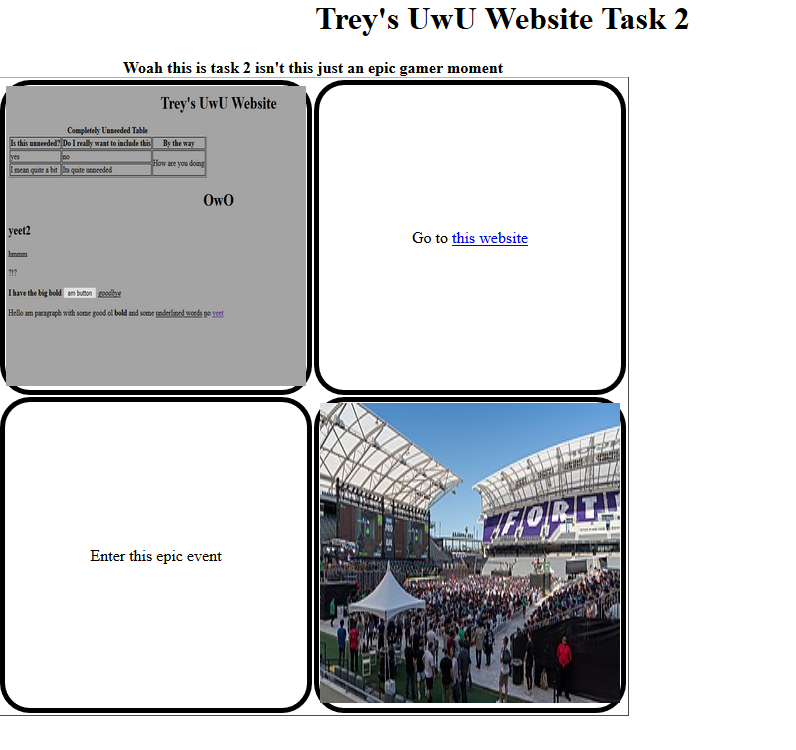 Trey's UwU Website Task 2
Woah this is task 2 isn't this just an epic gamer moment
Trey's UwU Website
Completely Unneeded Table
Is this unneeded? Do I really want to include this By the way
yes no How are you doing
I mean quite a bit Its quite unneeded
OwO
yeet2
hmmm
?!?
I have the big bold am button goodbye
Hello am paragraph with some good ol bold and some underlined words no yeet
Go to this website
Enter this epic event
FORT